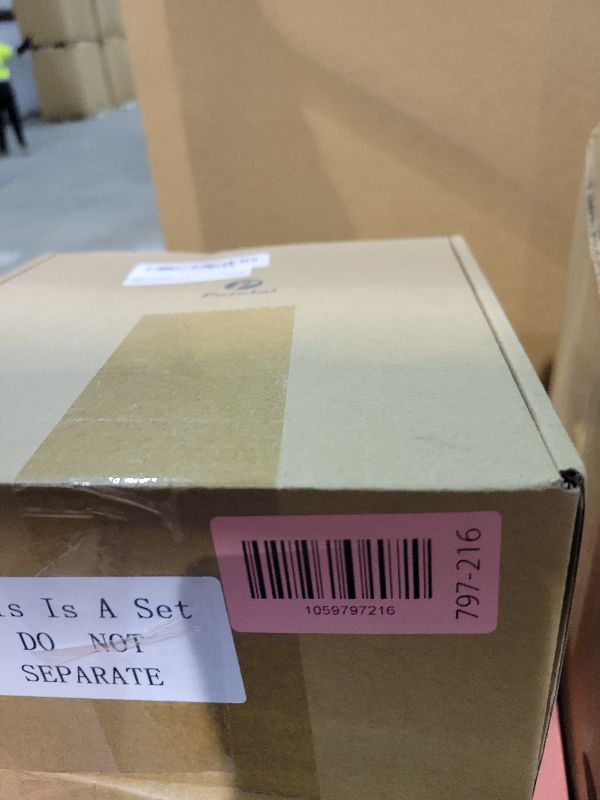 is Is A Set
DO NOT
SEPARATE
1059797216
797-216